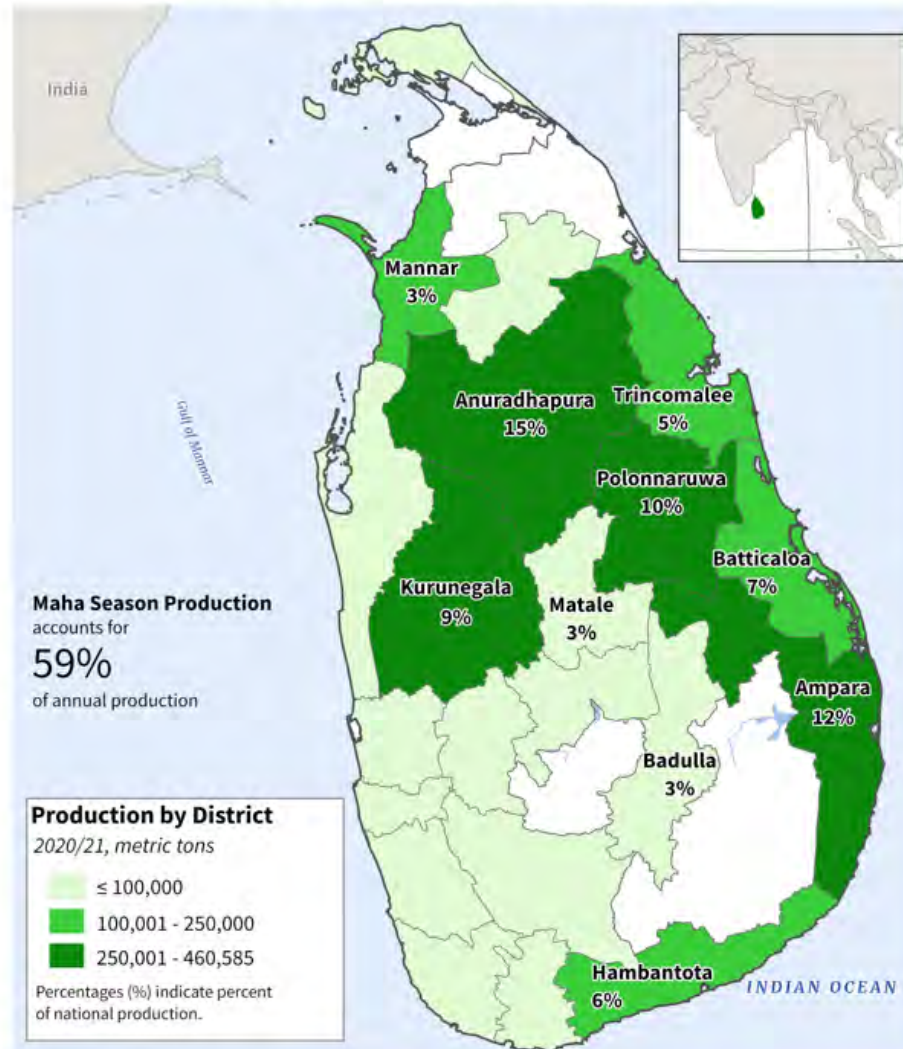 India
Mannar
3%
Anuradhapura
15%
Trincomalee
5%
Gulf of Mannar
Polonnaruwa
10%
Batticaloa
7%
Kurunegala
9%
Matale
3%
Maha Season Production
accounts for
59%
of annual production
Ampara
12%
Badulla
3%
Production by District
2020/21, metric tons
≤ 100,000
100,001 - 250,000
250,001 - 460,585
Percentages (%) indicate percent
of national production.
Hambantota
6%
INDIAN OCEAN